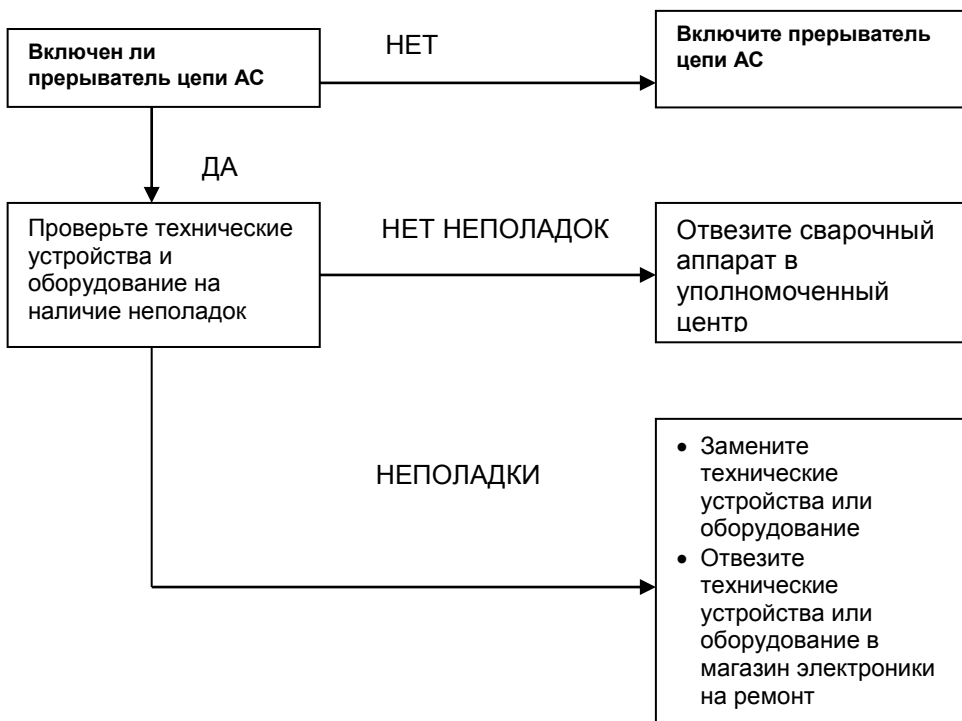 Включен ли
прерыватель цепи АС
НЕТ
Включите прерыватель
цепи АС
ДА
Проверьте технические
устройства и
оборудование на
наличие неполадок
НЕТ НЕПОЛАДОК
Отвезите сварочный
аппарат в
уполномоченный
центр
НЕПОЛАДКИ
• Замените
технические
устройства или
оборудование
• Отвезите
технические
устройства или
оборудование в
магазин электроники
на ремонт